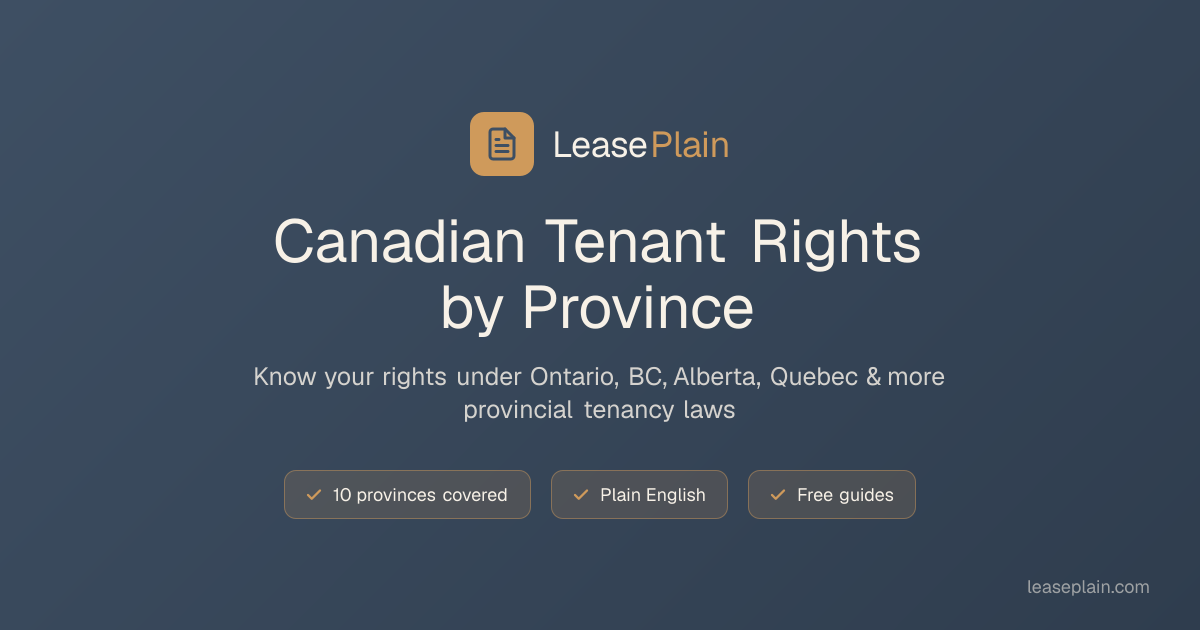 LeasePlain
Canadian Tenant Rights
by Province
Know your rights under Ontario, BC, Alberta, Quebec & more
provincial tenancy laws
10 provinces covered
Plain English
Free guides
leaseplain.com